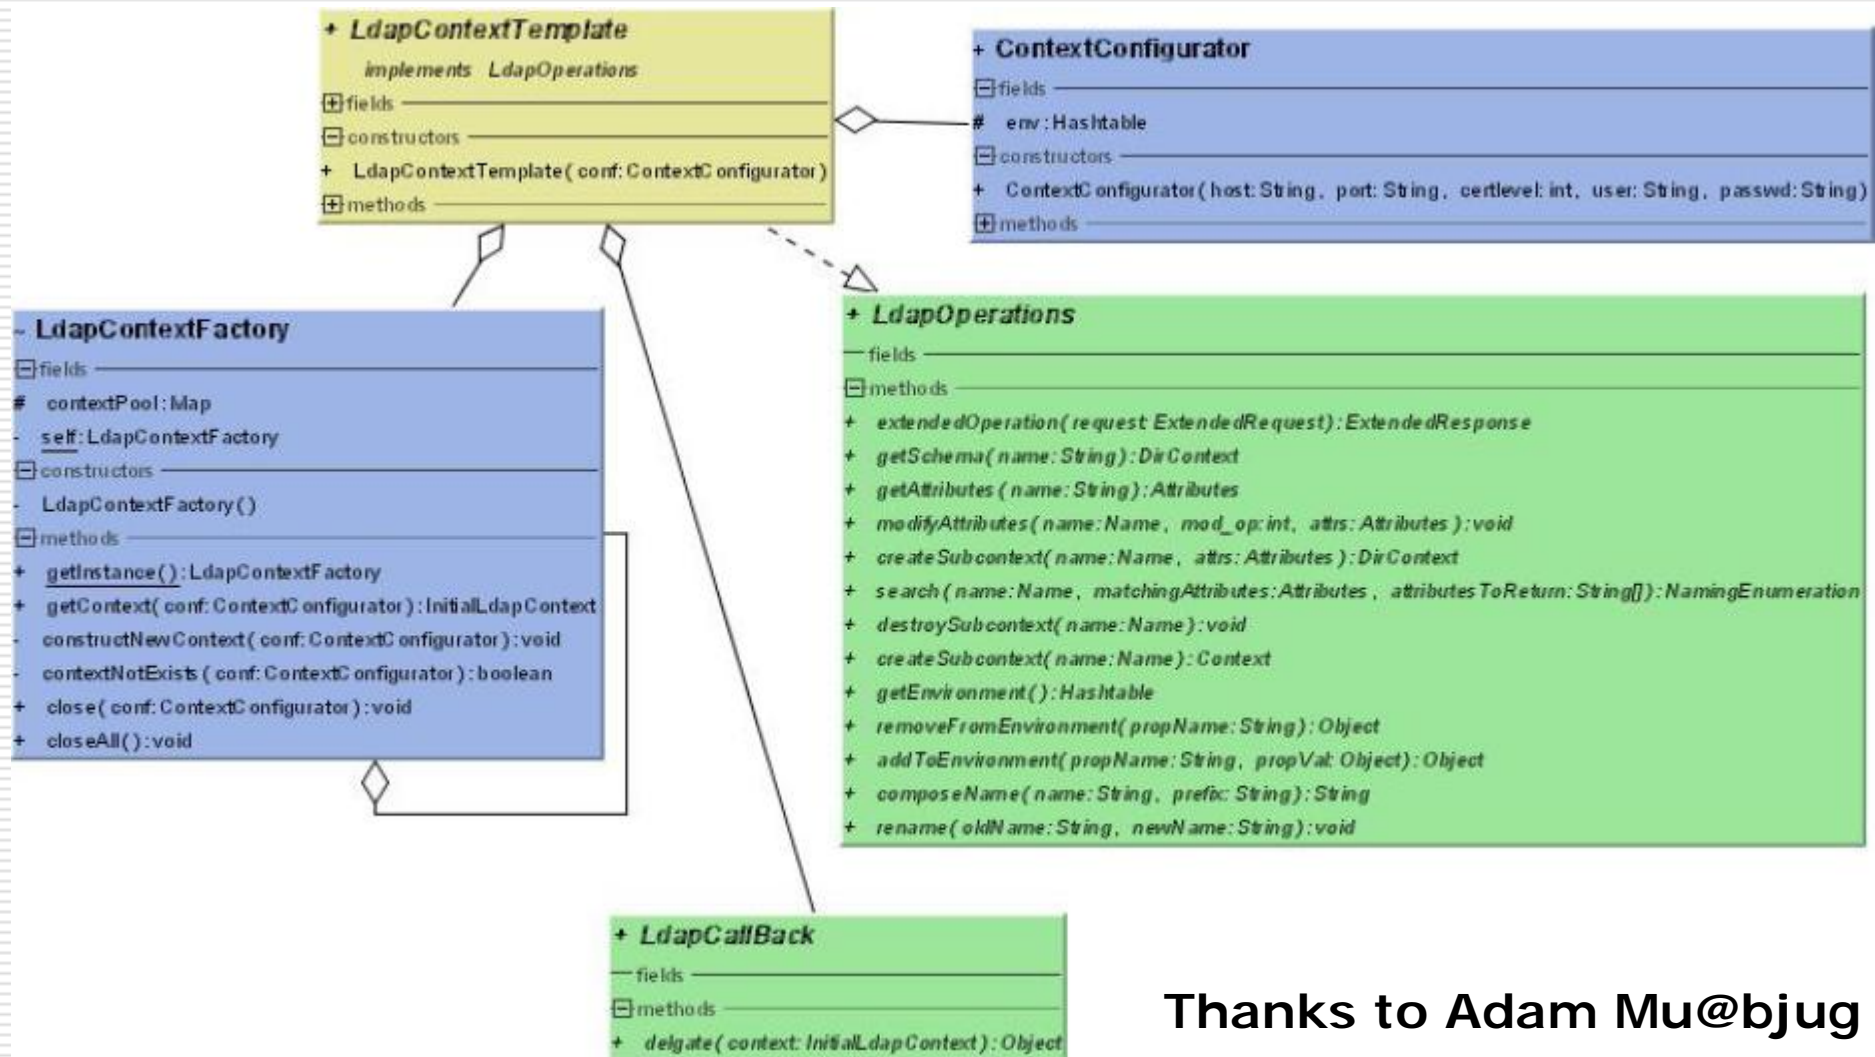 + LdapContextTemplate
implements LdapOperations
fields
constructors
+ LdapContextTemplate(conf:ContextConfigurator)
methods
+ ContextConfigurator
fields
# env:Hashtable
constructors
+ ContextConfigurator(host:String, port:String, certlevel:int, user:String, passwd:String)
methods
~ LdapContextFactory
fields
# contextPool:Map
- self:LdapContextFactory
constructors
- LdapContextFactory()
methods
+ getInstance():LdapContextFactory
+ getContext(conf:ContextConfigurator):InitialLdapContext
- constructNewContext(conf:ContextConfigurator):void
- contextNotExists(conf:ContextConfigurator):boolean
+ close(conf:ContextConfigurator):void
+ closeAll():void
+ LdapOperations
fields
methods
+ extendedOperation(request:ExtendedRequest):ExtendedResponse
+ getSchema(name:String):DirContext
+ getAttributes(name:String):Attributes
+ modifyAttributes(name:Name, mod_op:int, attrs:Attributes):void
+ createSubcontext(name:Name, attrs:Attributes):DirContext
+ search(name:Name, matchingAttributes:Attributes, attributesToReturn:String[]):NamingEnumeration
+ destroySubcontext(name:Name):void
+ createSubcontext(name:Name):Context
+ getEnvironment():Hashtable
+ removeFromEnvironment(propName:String):Object
+ addToEnvironment(propName:String, propVal:Object):Object
+ composeName(name:String, prefix:String):String
+ rename(oldName:String, newName:String):void
+ LdapCallBack
fields
methods
+ delgate(context:InitialLdapContext):Object
Thanks to Adam Mu@bjug